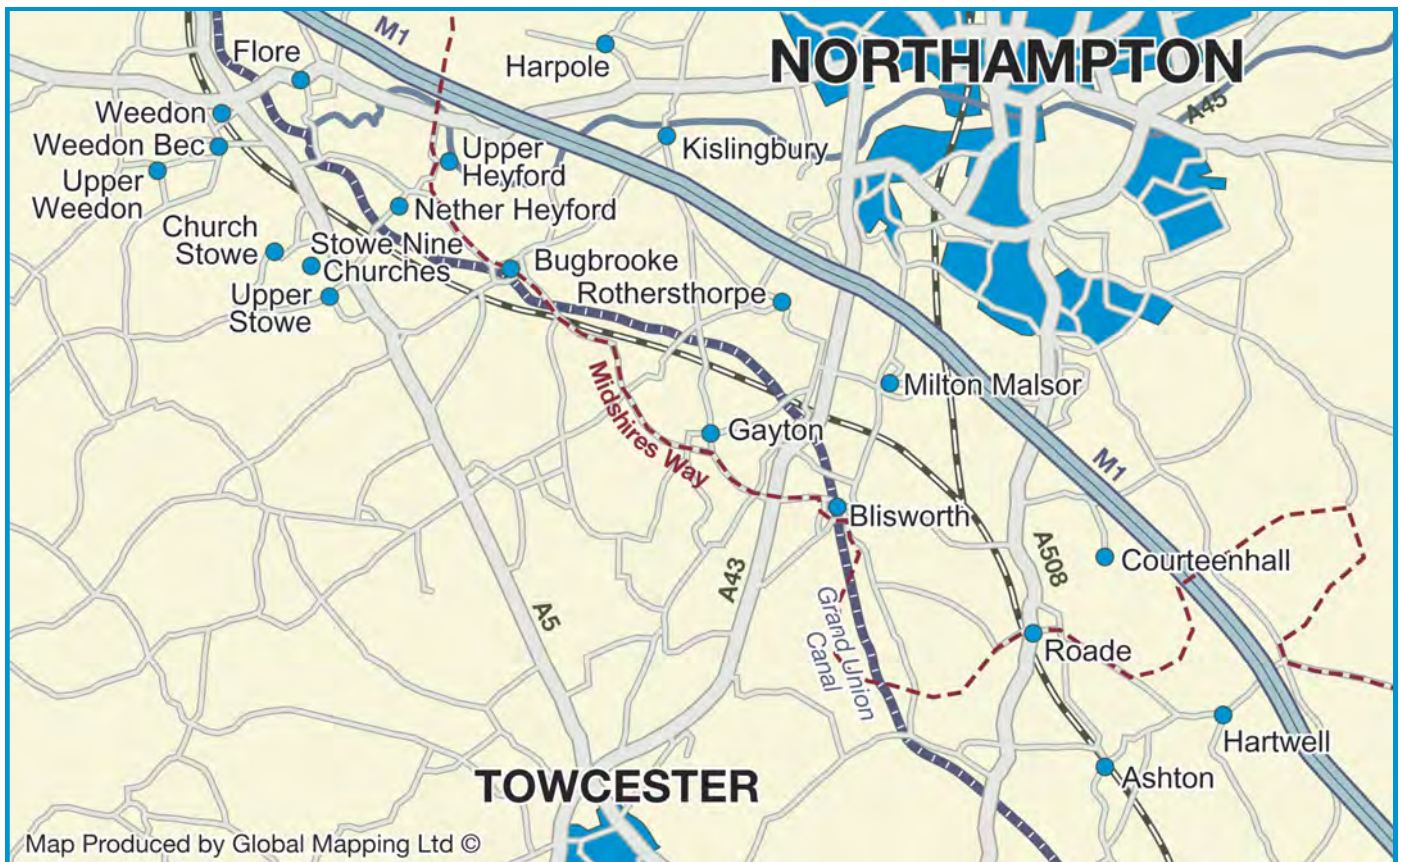 M1
Flore
Harpole
NORTHAMPTON
A45
Weedon
Weedon Bec
Upper
Weedon
Upper
Heyford
Kislingbury
Nether Heyford
Church
Stowe
Stowe Nine
Churches
Bugbrooke
Upper
Stowe
Rothersthorpe
Midshires Way
Milton Malsor
Gayton
M1
Blisworth
A43
A508
Courteenhall
A5
Grand Union
Canal
Roade
Hartwell
Ashton
TOWCESTER
Map Produced by Global Mapping Ltd ©